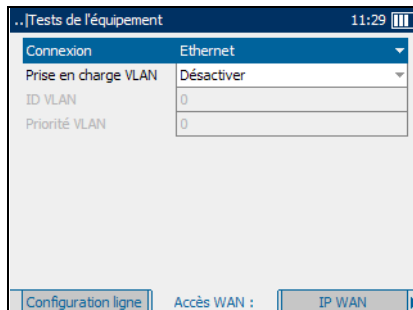 ..|Tests de l'équipement 11:29
Connexion Ethernet
Prise en charge VLAN Désactiver
ID VLAN 0
Priorité VLAN 0
Configuration ligne Accès WAN : IP WAN